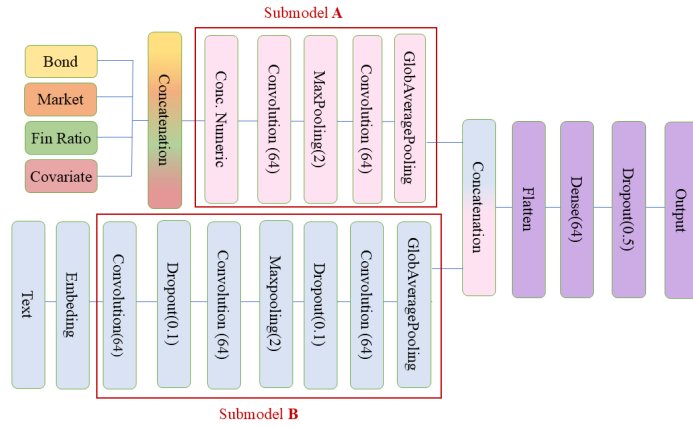 Submodel A
Bond
Market
Fin Ratio
Covariate
Concatenation
Conc. Numeric
Convolution (64)
MaxPooling(2)
Convolution (64)
GlobAveragePooling
Text
Embeding
Convolution(64)
Dropout(0.1)
Convolution (64)
Maxpooling(2)
Dropout(0.1)
Convolution (64)
GlobAveragePooling
Submodel B
Concatenation
Flatten
Dense(64)
Dropout(0.5)
Output